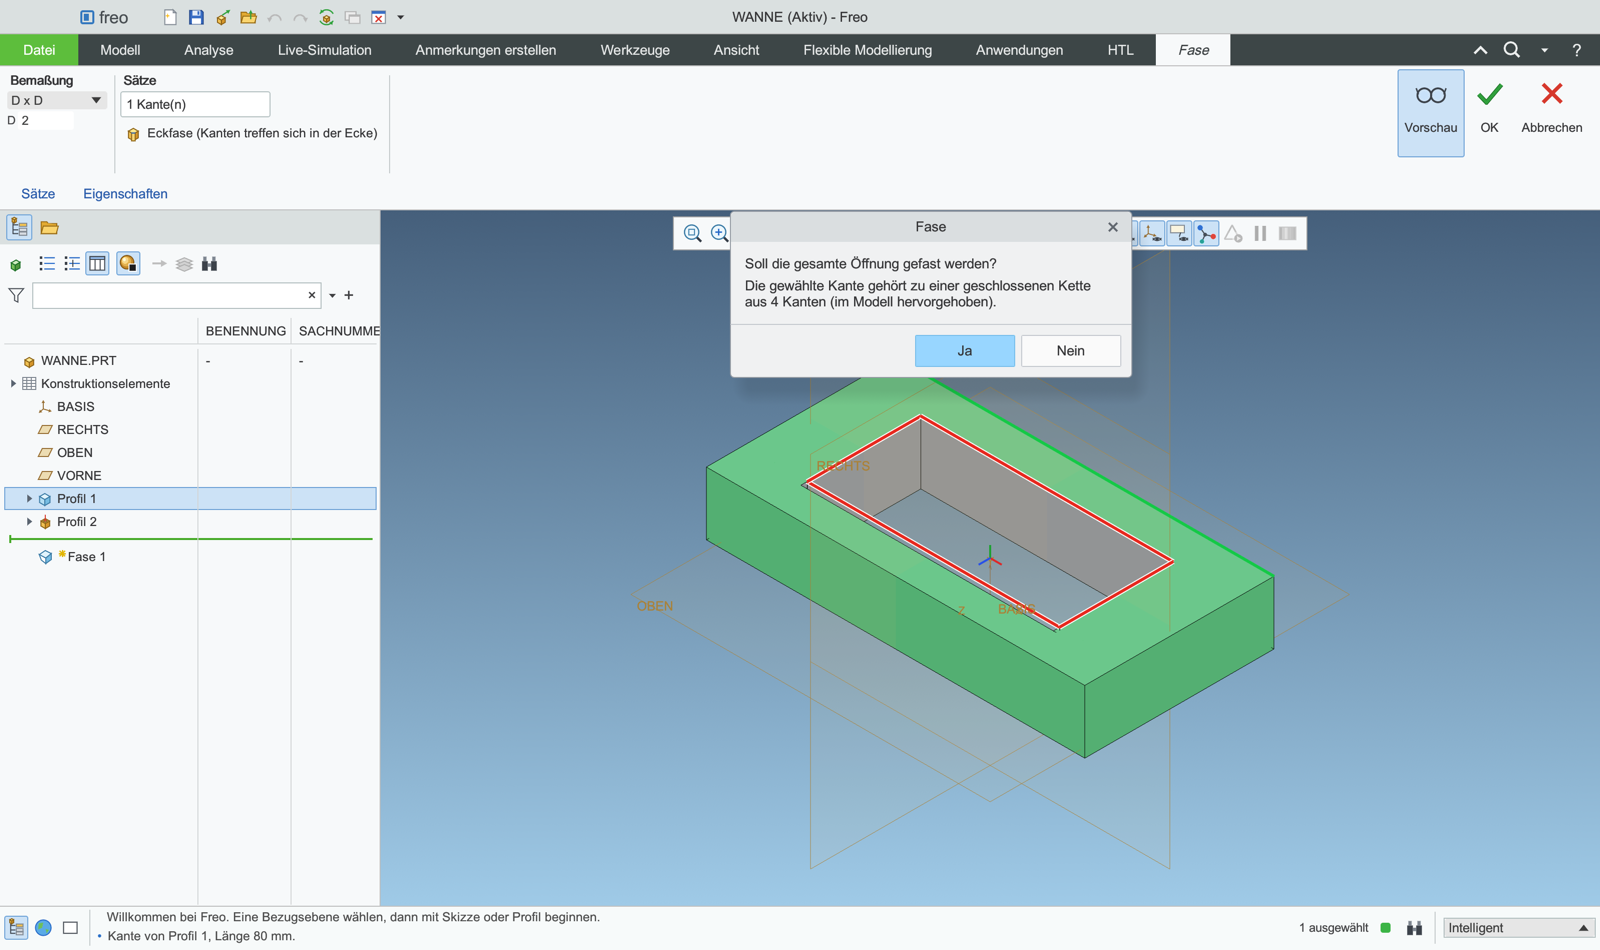 freo
WANNE (Aktiv) - Freo
Datei
Modell
Analyse
Live-Simulation
Anmerkungen erstellen
Werkzeuge
Ansicht
Flexible Modellierung
Anwendungen
HTL
Fase
?
Bemaßung
D x D
D 2
Sätze
1 Kante(n)
Eckfase (Kanten treffen sich in der Ecke)
Vorschau
OK
Abbrechen
Sätze
Eigenschaften
BENENNUNG
SACHNUMME
WANNE.PRT
-
-
Konstruktionselemente
BASIS
RECHTS
OBEN
VORNE
Profil 1
Profil 2
Fase 1
Fase
Soll die gesamte Öffnung gefast werden?
Die gewählte Kante gehört zu einer geschlossenen Kette
aus 4 Kanten (im Modell hervorgehoben).
Ja
Nein
RECHTS
OBEN
Z
BASIS
Willkommen bei Freo. Eine Bezugsebene wählen, dann mit Skizze oder Profil beginnen.
• Kante von Profil 1, Länge 80 mm.
1 ausgewählt
Intelligent